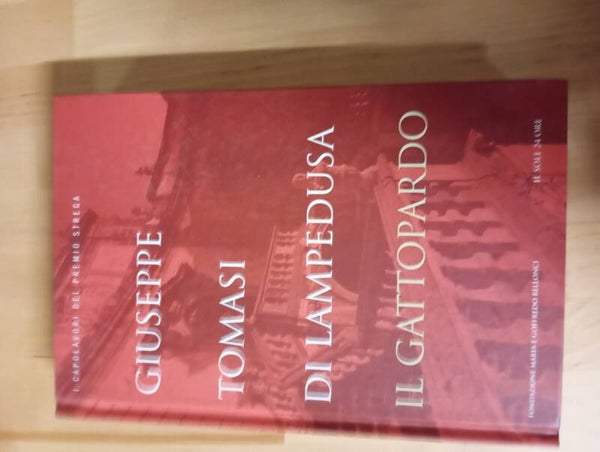 I CAPOLAVORI DEL PREMIO STREGA
GIUSEPPE
TOMASI
DI LAMPEDUSA
IL GATTOPARDO
FONDAZIONE MARIA E GOFFREDO BELLONCI
IL SOLE 24 ORE